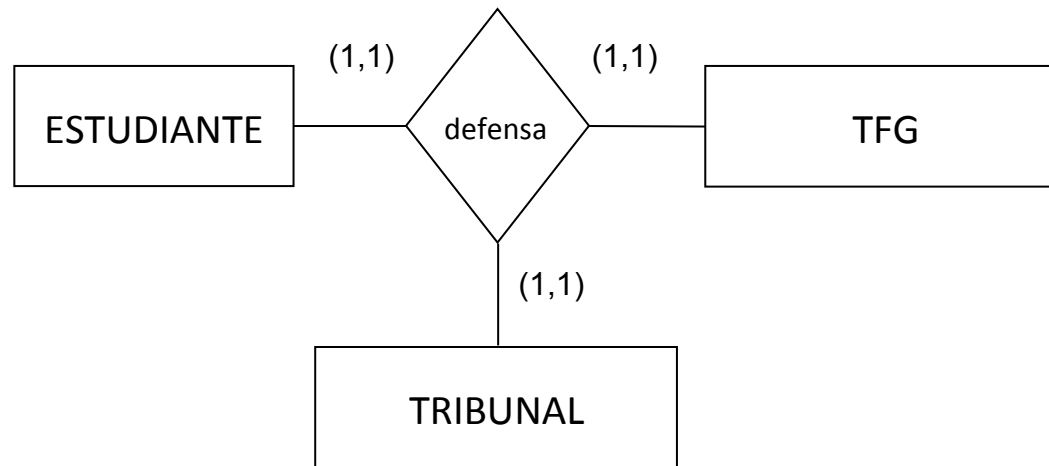 (1,1)
(1,1)
ESTUDIANTE
defensa
TFG
(1,1)
TRIBUNAL